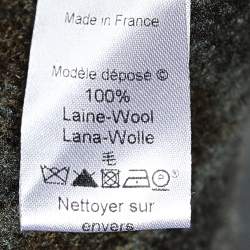 Made in France
Modèle déposé ©
100%
Laine-Wool
Lana-Wolle
毛
Nettoyer sur
envers